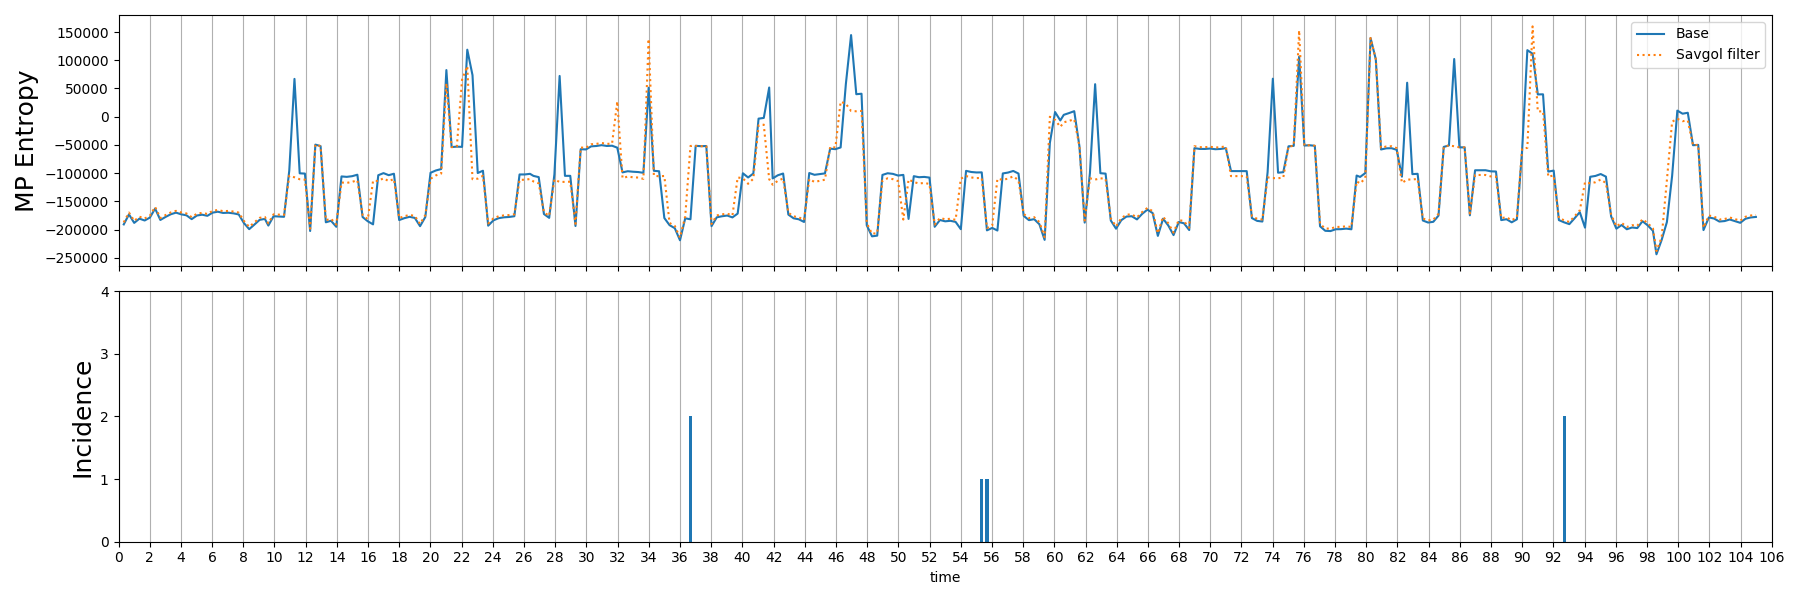 MP Entropy
150000
100000
50000
0
−50000
−100000
−150000
−200000
−250000
Base
Savgol filter
Incidence
4
3
2
1
0
0 2 4 6 8 10 12 14 16 18 20 22 24 26 28 30 32 34 36 38 40 42 44 46 48 50 52 54 56 58 60 62 64 66 68 70 72 74 76 78 80 82 84 86 88 90 92 94 96 98 100 102 104 106
time